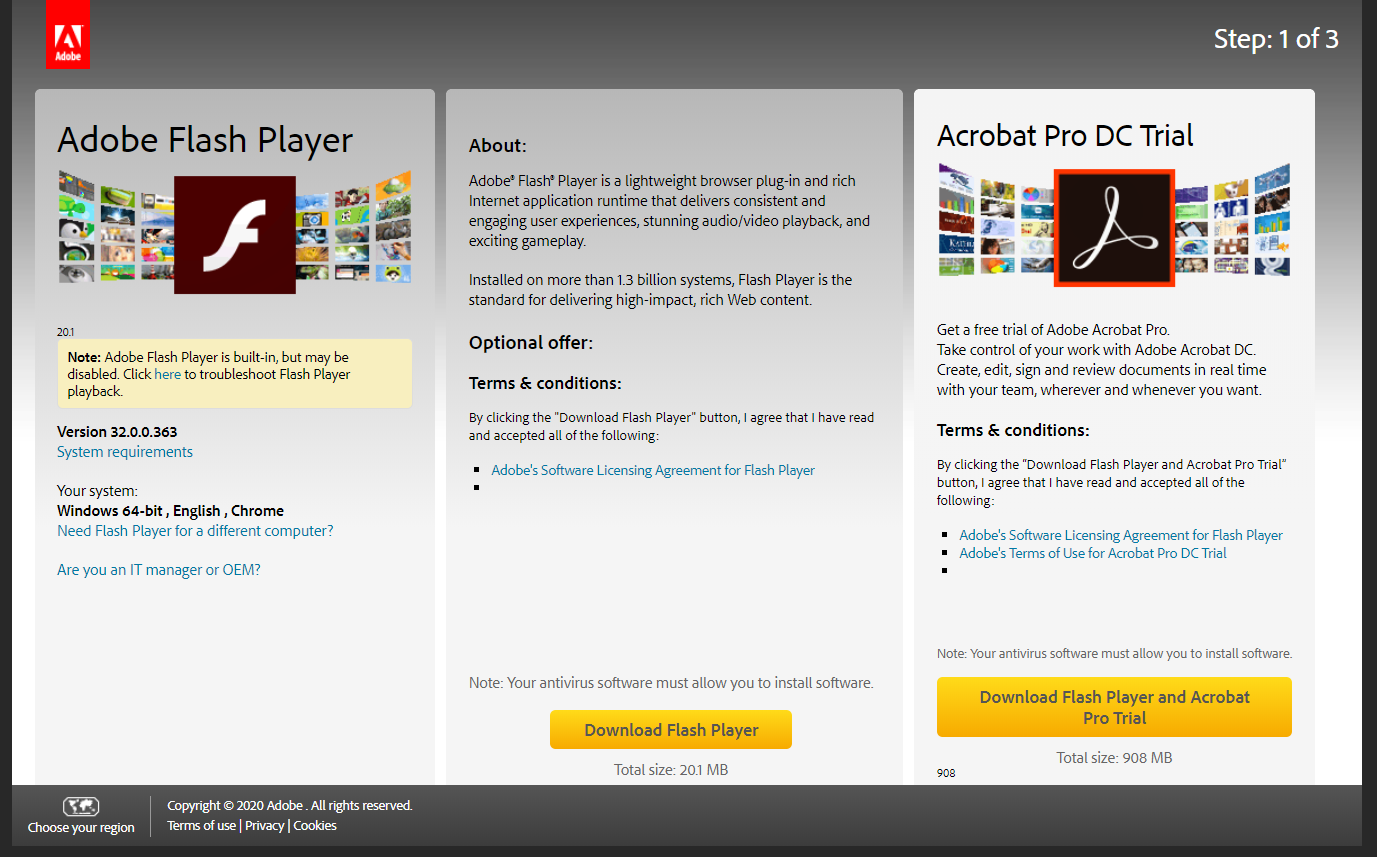 Adobe
Step: 1 of 3
Adobe Flash Player
20.1
Note: Adobe Flash Player is built-in, but may be
disabled. Click here to troubleshoot Flash Player
playback.
Version 32.0.0.363
System requirements
Your system:
Windows 64-bit , English , Chrome
Need Flash Player for a different computer?
Are you an IT manager or OEM?
About:
Adobe® Flash® Player is a lightweight browser plug-in and rich
Internet application runtime that delivers consistent and
engaging user experiences, stunning audio/video playback, and
exciting gameplay.
Installed on more than 1.3 billion systems, Flash Player is the
standard for delivering high-impact, rich Web content.
Optional offer:
Terms & conditions:
By clicking the "Download Flash Player" button, I agree that I have read
and accepted all of the following:
Adobe's Software Licensing Agreement for Flash Player
Note: Your antivirus software must allow you to install software.
Download Flash Player
Total size: 20.1 MB
Acrobat Pro DC Trial
Get a free trial of Adobe Acrobat Pro.
Take control of your work with Adobe Acrobat DC.
Create, edit, sign and review documents in real time
with your team, wherever and whenever you want.
Terms & conditions:
By clicking the “Download Flash Player and Acrobat Pro Trial”
button, I agree that I have read and accepted all of the
following:
Adobe's Software Licensing Agreement for Flash Player
Adobe's Terms of Use for Acrobat Pro DC Trial
Note: Your antivirus software must allow you to install software.
Download Flash Player and Acrobat
Pro Trial
Total size: 908 MB
908
Choose your region
Copyright © 2020 Adobe . All rights reserved.
Terms of use | Privacy | Cookies